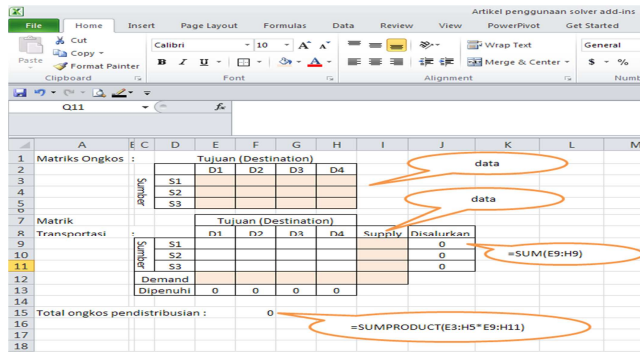 Artikel penggunaan solver add-ins
File Home Insert Page Layout Formulas Data Review View PowerPivot Get Started
Cut
Copy
Format Painter
Paste
Clipboard
Calibri 10 A A
B I U A
Font
Alignment
Wrap Text
Merge & Center
General
$ - %
Numb
Q11 fx
A E C D E F G H I J K L M
1 Matriks Ongkos : Tujuan (Destination)
2 D1 D2 D3 D4 data
3 Sumber S1
4 S2
5 S3 data
6
7 Matrik Tujuan (Destination)
8 Transportasi : D1 D2 D3 D4 Supply Disalurkan
9 Sumber S1 0 =SUM(E9:H9)
10 S2 0
11 S3 0
12 Demand
13 Dipenuhi 0 0 0 0
14
15 Total ongkos pendistribusian : 0
16 =SUMPRODUCT(E3:H5*E9:H11)
17
18